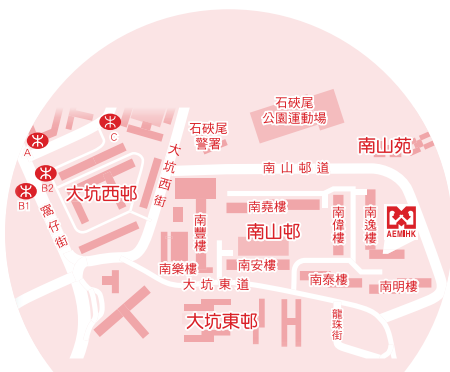 石硤尾
公園運動場
石硤尾
警署
南山苑
C
A
B2
B1
大坑西邨
大坑西街
窩仔街
南山邨道
南堯樓
南豐樓
南山邨
南偉樓
南逸樓
AEMIHK
南樂樓
南安樓
南泰樓
南明樓
大坑東道
大坑東邨
龍珠街